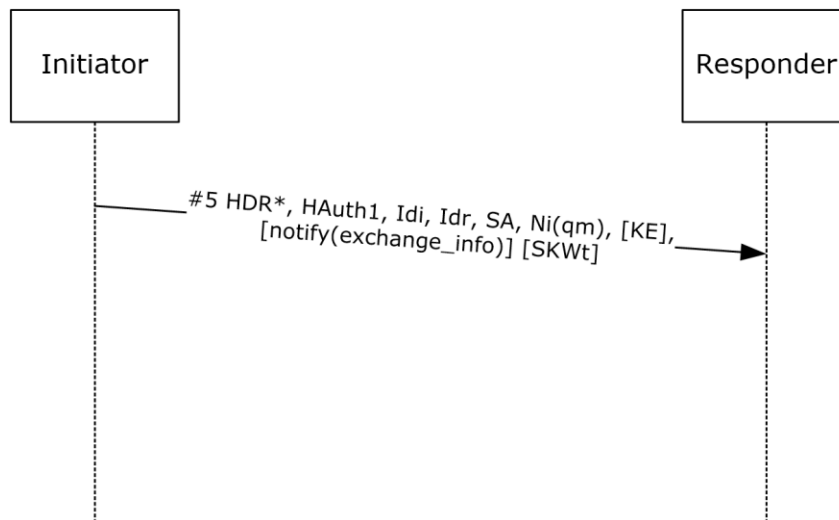 Initiator
Responder
#5 HDR*, HAuth1, Idi, Idr, SA, Ni(qm), [KE],
[notify(exchange_info)] [SKWt]